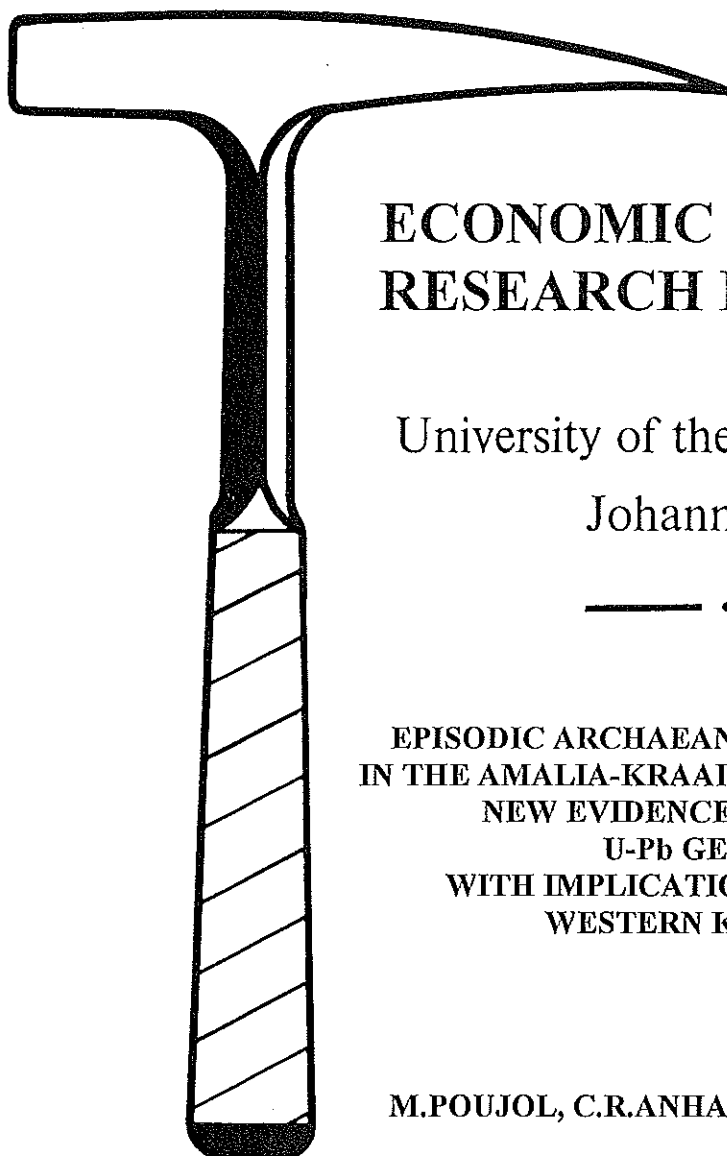 ECONOMIC
RESEARCH
University of the
Johann
EPISODIC ARCHAEAN
IN THE AMALIA-KRAAI
NEW EVIDENCE
U-Pb GE
WITH IMPLICATIO
WESTERN K
M.POUJOL, C.R.ANHA